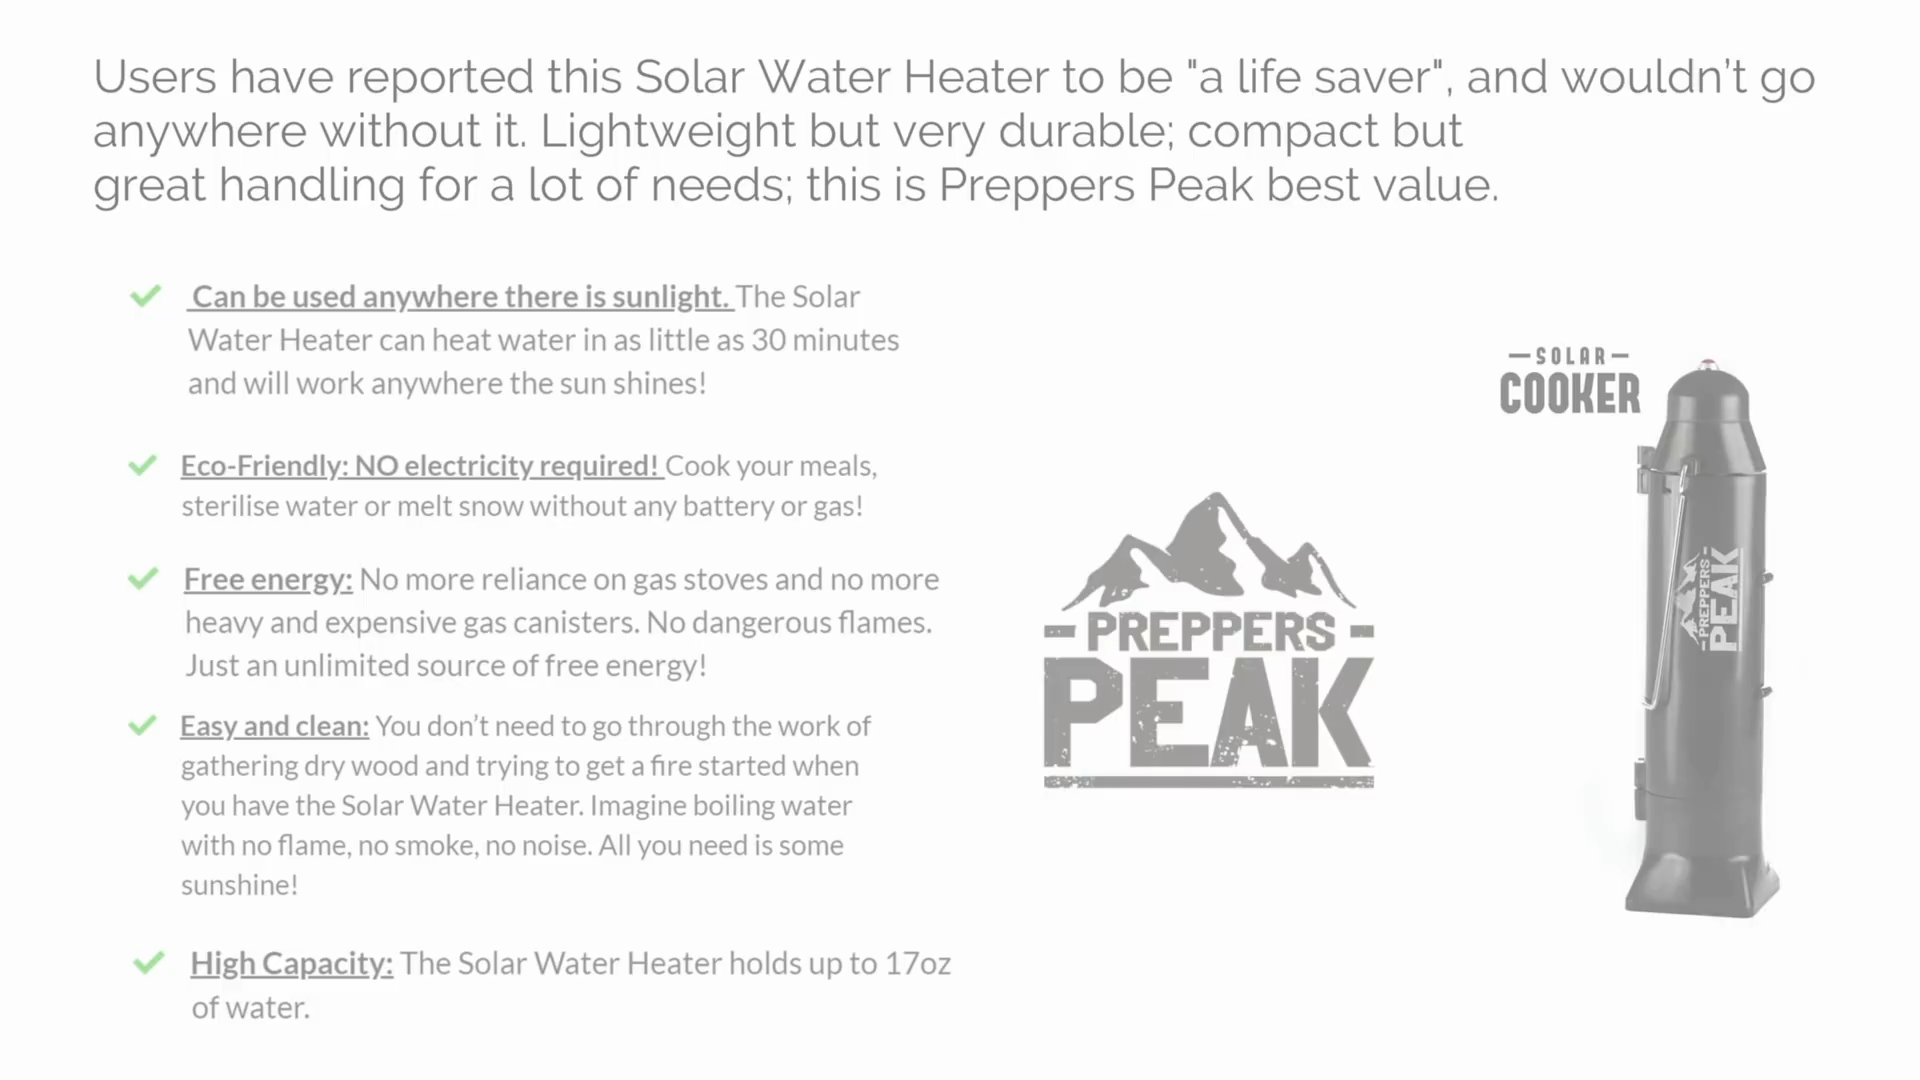 Users have reported this Solar Water Heater to be "a life saver", and wouldn’t go
anywhere without it. Lightweight but very durable; compact but
great handling for a lot of needs; this is Preppers Peak best value.
Can be used anywhere there is sunlight. The Solar
Water Heater can heat water in as little as 30 minutes
and will work anywhere the sun shines!
Eco-Friendly: NO electricity required! Cook your meals,
sterilise water or melt snow without any battery or gas!
Free energy: No more reliance on gas stoves and no more
heavy and expensive gas canisters. No dangerous flames.
Just an unlimited source of free energy!
Easy and clean: You don’t need to go through the work of
gathering dry wood and trying to get a fire started when
you have the Solar Water Heater. Imagine boiling water
with no flame, no smoke, no noise. All you need is some
sunshine!
High Capacity: The Solar Water Heater holds up to 17oz
of water.
PREPPERS
PEAK
SOLAR
COOKER
PREPPERS
PEAK